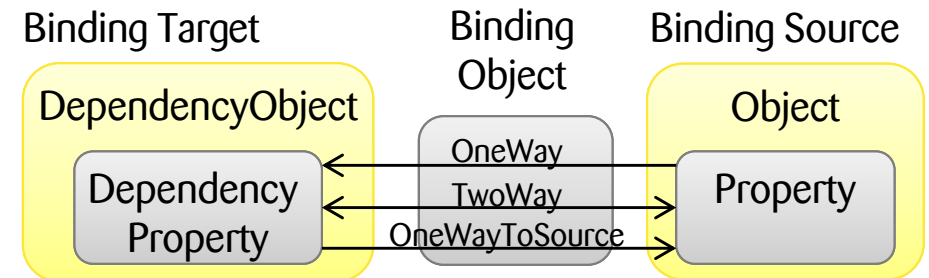 Binding Target
Binding
Object
Binding Source
DependencyObject
Object
Dependency
Property
OneWay
TwoWay
OneWayToSource
Property